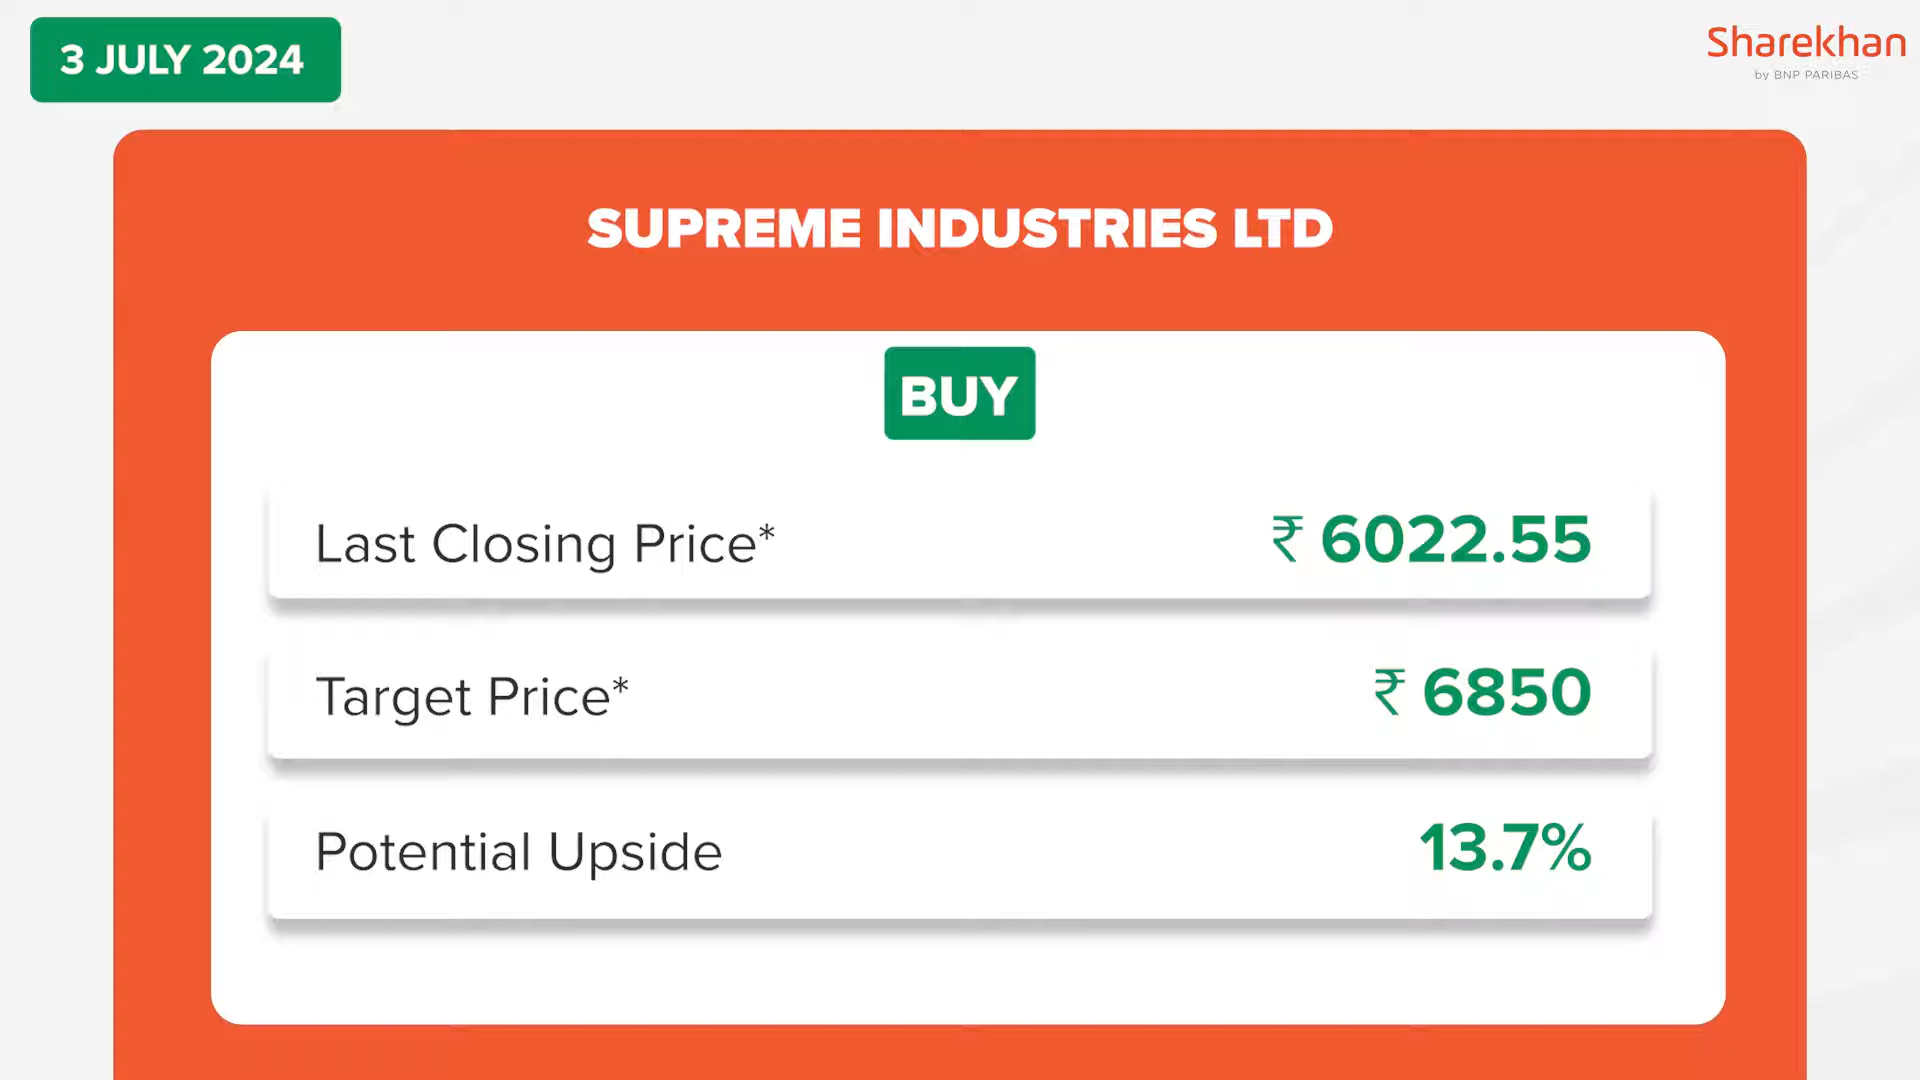 3 JULY 2024
Sharekhan
by BNP PARIBAS
SUPREME INDUSTRIES LTD
BUY
Last Closing Price* ₹ 6022.55
Target Price* ₹ 6850
Potential Upside 13.7%